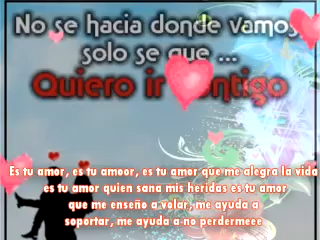 No se hacia donde vamos,
solo se que ...
Quiero ir contigo
Es tu amor, es tu amoor, es tu amor que me alegra la vida
es tu amor quien sana mis heridas es tu amor
que me enseño a volar, me ayuda a
soportar, me ayuda a no perdermeee